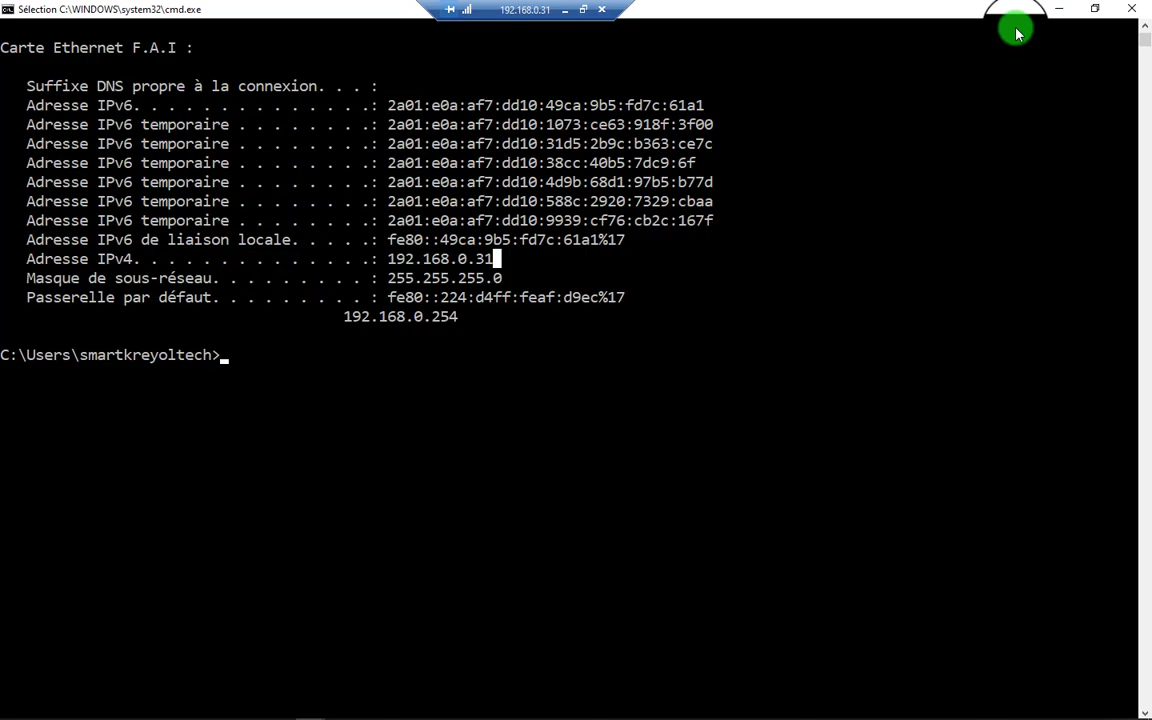 Sélection C:\WINDOWS\system32\cmd.exe
192.168.0.31
Carte Ethernet F.A.I :
Suffixe DNS propre à la connexion. . . :
Adresse IPv6. . . . . . . . . . . . . .: 2a01:e0a:af7:dd10:49ca:9b5:fd7c:61a1
Adresse IPv6 temporaire . . . . . . . .: 2a01:e0a:af7:dd10:1073:ce63:918f:3f00
Adresse IPv6 temporaire . . . . . . . .: 2a01:e0a:af7:dd10:31d5:2b9c:b363:ce7c
Adresse IPv6 temporaire . . . . . . . .: 2a01:e0a:af7:dd10:38cc:40b5:7dc9:6f
Adresse IPv6 temporaire . . . . . . . .: 2a01:e0a:af7:dd10:4d9b:68d1:97b5:b77d
Adresse IPv6 temporaire . . . . . . . .: 2a01:e0a:af7:dd10:588c:2920:7329:cbaa
Adresse IPv6 temporaire . . . . . . . .: 2a01:e0a:af7:dd10:9939:cf76:cb2c:167f
Adresse IPv6 de liaison locale. . . . .: fe80::49ca:9b5:fd7c:61a1%17
Adresse IPv4. . . . . . . . . . . . . .: 192.168.0.31
Masque de sous-réseau. . . . . . . . . : 255.255.255.0
Passerelle par défaut. . . . . . . . . : fe80::224:d4ff:feaf:d9ec%17
192.168.0.254
C:\Users\smartkreyoltech>